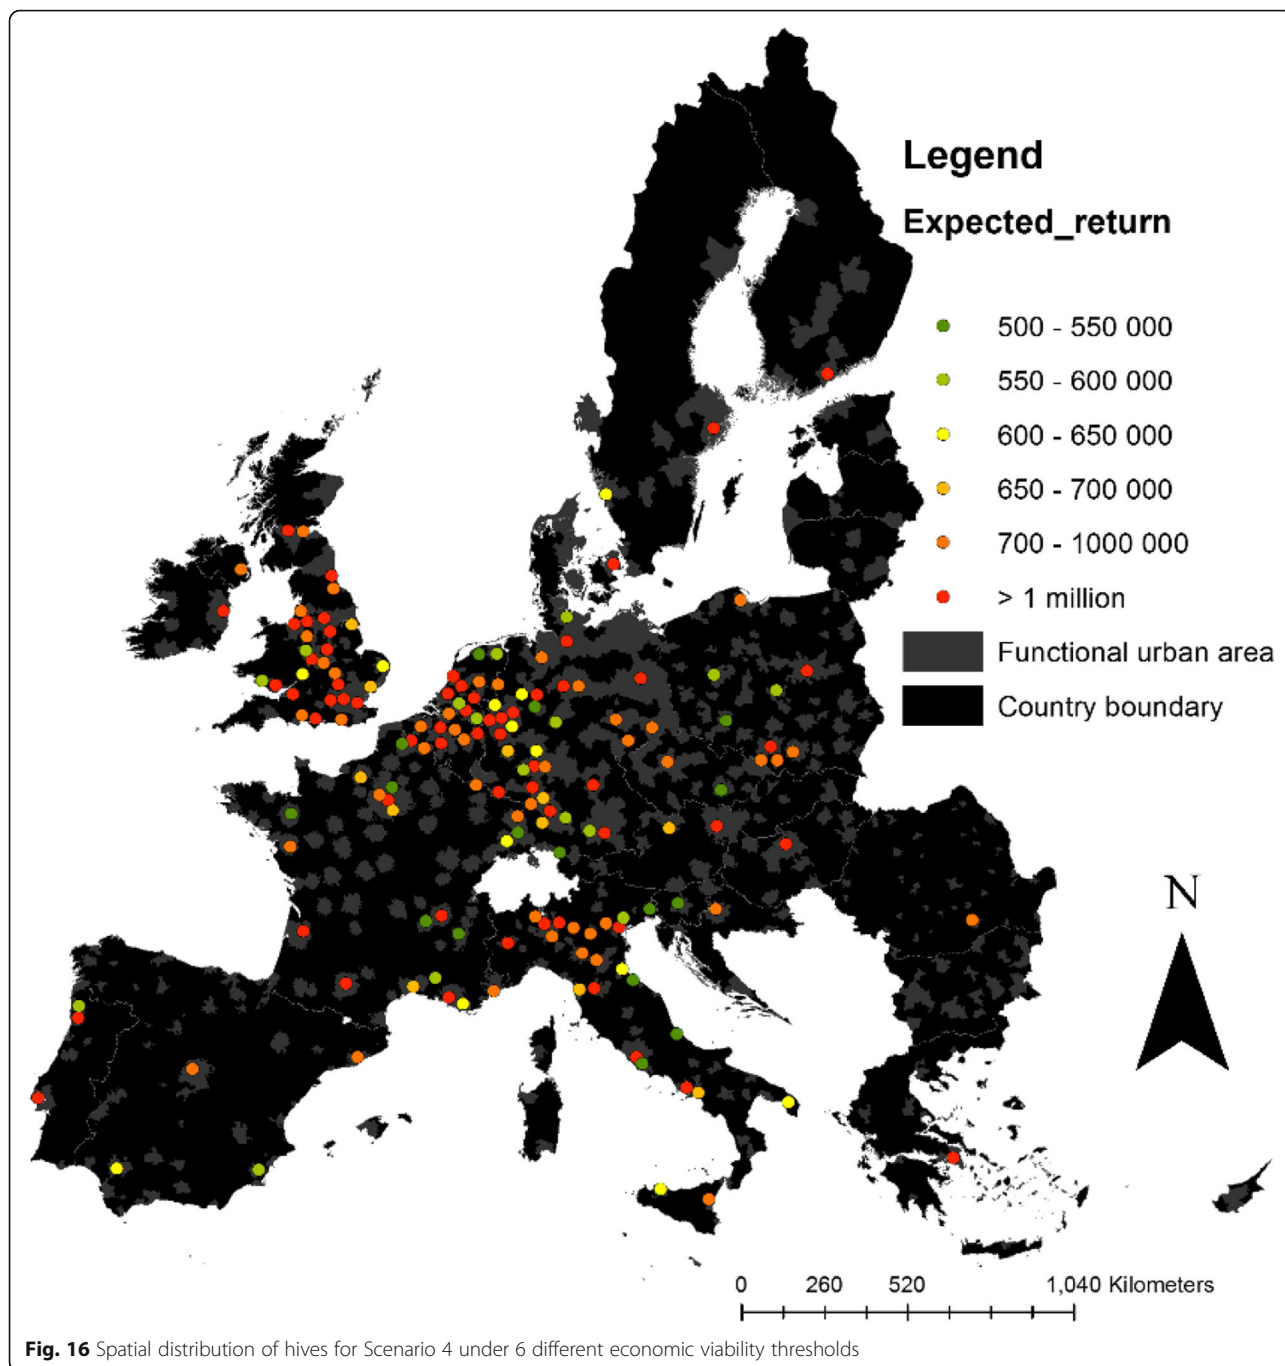 Legend
Expected_return
500 - 550 000
550 - 600 000
600 - 650 000
650 - 700 000
700 - 1000 000
> 1 million
Functional urban area
Country boundary
N
0 260 520 1,040 Kilometers
Fig. 16 Spatial distribution of hives for Scenario 4 under 6 different economic viability thresholds